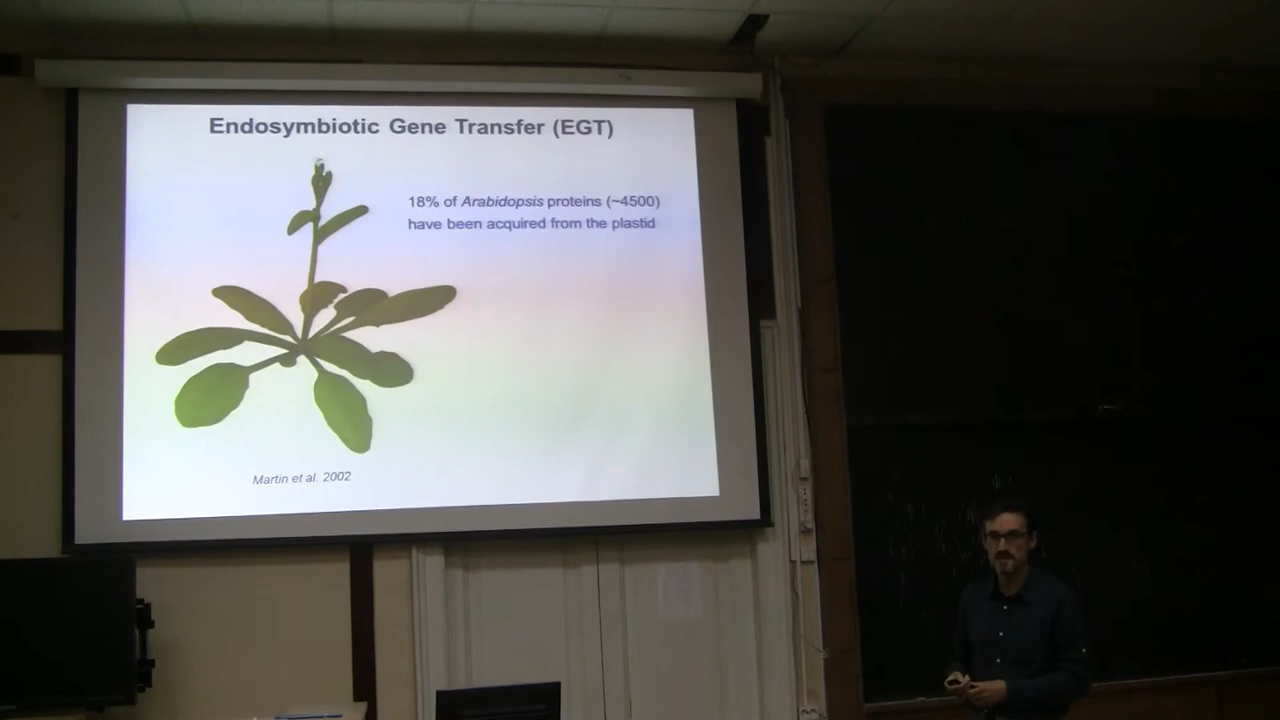 Endosymbiotic Gene Transfer (EGT)
18% of Arabidopsis proteins (~4500)
have been acquired from the plastid
Martin et al. 2002